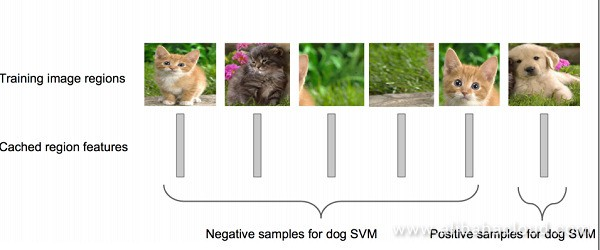 Training image regions
Cached region features
Negative samples for dog SVM
Positive samples for dog SVM